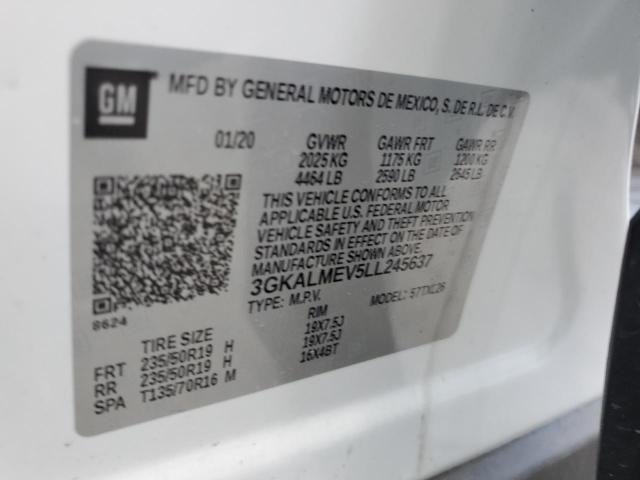 GM
MFD BY GENERAL MOTORS DE MEXICO, S. DE R.L. DE C.V.
01/20 GVWR GAWR FRT GAWR RR
2025 KG 1175 KG 1200 KG
4464 LB 2590 LB 2645 LB
THIS VEHICLE CONFORMS TO ALL
APPLICABLE U.S. FEDERAL MOTOR
VEHICLE SAFETY AND THEFT PREVENTION
STANDARDS IN EFFECT ON THE DATE OF
MANUFACTURE SHOWN ABOVE.
3GKALMEV5LL245637
TYPE: M.P.V. MODEL: 57TXL26
8624
TIRE SIZE RIM
FRT 235/50R19 H 19X7.5J
RR 235/50R19 H 19X7.5J
SPA T135/70R16 M 16X4BT